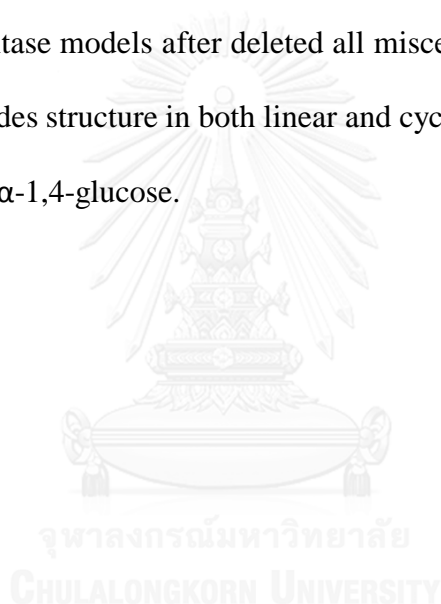 tase models after deleted all misce
des structure in both linear and cyc
α-1,4-glucose.
จุฬาลงกรณ์มหาวิทยาลัย
CHULALONGKORN UNIVERSITY